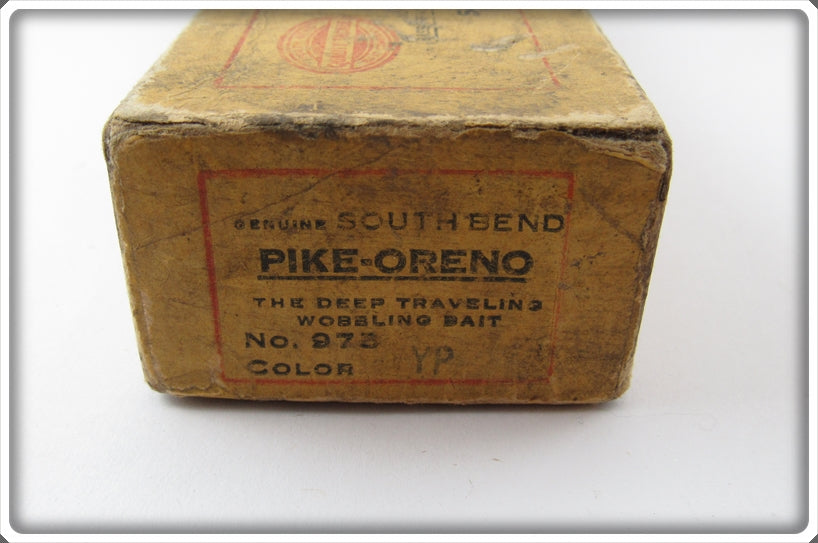 GENUINE SOUTH BEND
PIKE-ORENO
THE DEEP TRAVELING
WOBBLING BAIT
No. 973
COLOR YP